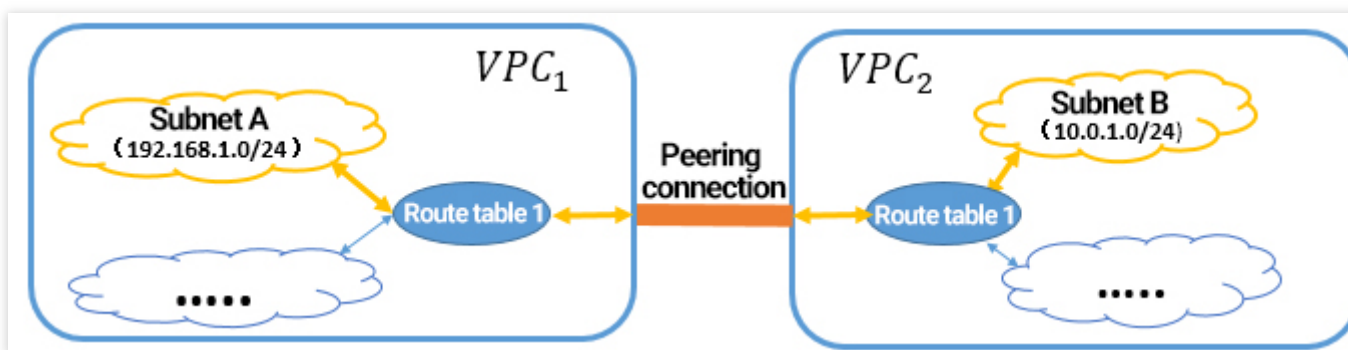 VPC₁
Subnet A
(192.168.1.0/24)
Route table 1
.....
Peering
connection
VPC₂
Subnet B
(10.0.1.0/24)
Route table 1
.....